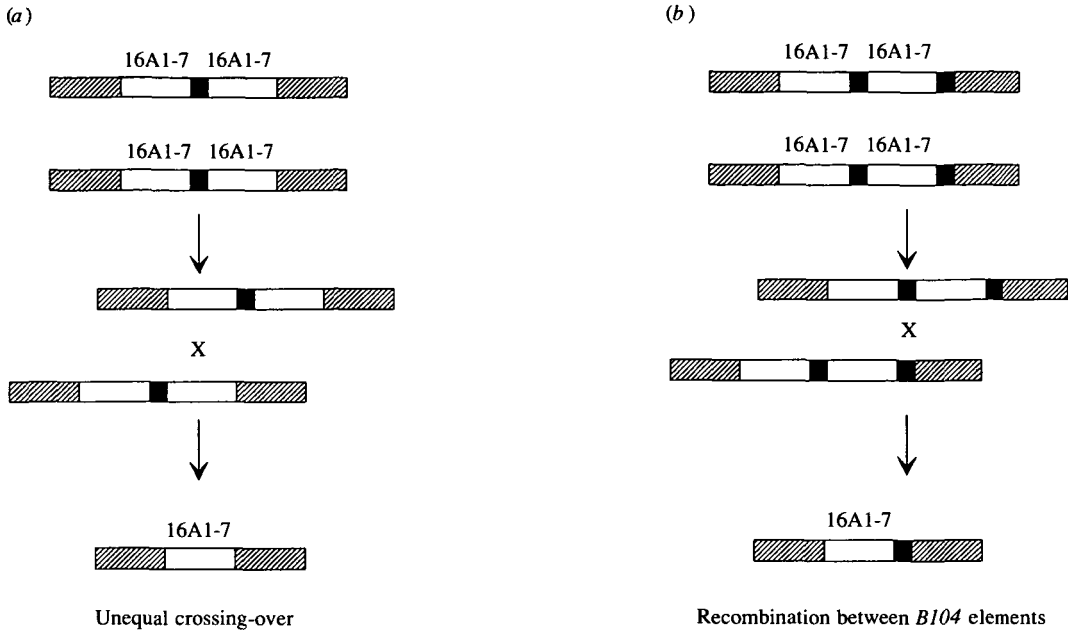 (a)
16A1-7 16A1-7
16A1-7 16A1-7
X
16A1-7
Unequal crossing-over
(b)
16A1-7 16A1-7
16A1-7 16A1-7
X
16A1-7
Recombination between B104 elements